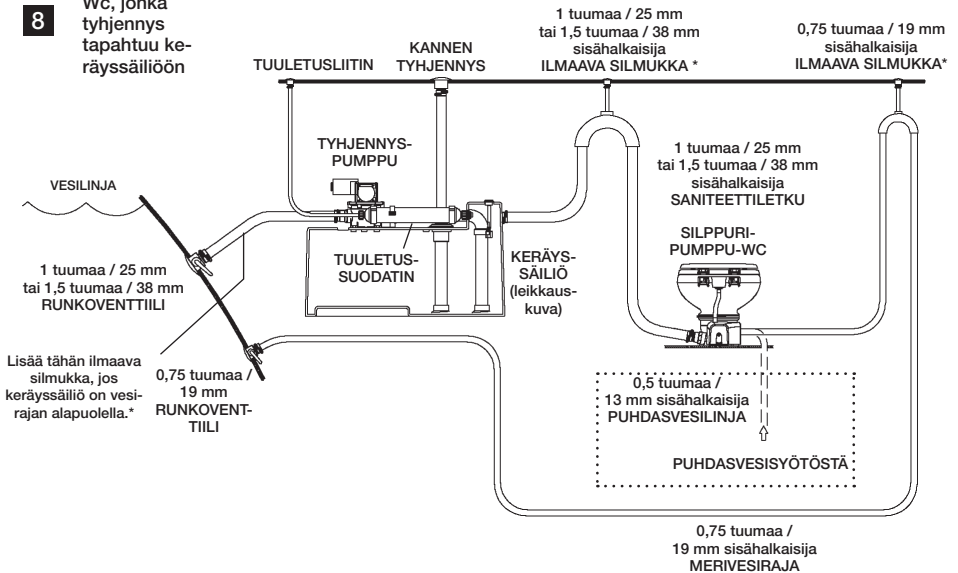 8
Wc, jonka
tyhjennys
tapahtuu ke-
räyssäiliöön
TUULETUSLIITIN
KANNEN
TYHJENNYS
1 tuumaa / 25 mm
tai 1,5 tuumaa / 38 mm
sisähalkaisija
ILMAAVA SILMUKKA *
0,75 tuumaa / 19 mm
sisähalkaisija
ILMAAVA SILMUKKA*
TYHJENNYS-
PUMPPU
1 tuumaa / 25 mm
tai 1,5 tuumaa / 38 mm
sisähalkaisija
SANITEETTILETKU
VESILINJA
SILPPURI-
PUMPPU-WC
TUULETUS-
SUODATIN
KERÄYS-
SÄILIÖ
(leikkaus-
kuva)
1 tuumaa / 25 mm
tai 1,5 tuumaa / 38 mm
RUNKOVENTTIILI
Lisää tähän ilmaava
silmukka, jos
keräyssäiliö on vesi-
rajan alapuolella.*
0,75 tuumaa /
19 mm
RUNKOVENT-
TIILI
0,5 tuumaa /
13 mm sisähalkaisija
PUHDASVESILINJA
PUHDASVESISYÖTÖSTÄ
0,75 tuumaa /
19 mm sisähalkaisija
MERIVESIRAJA